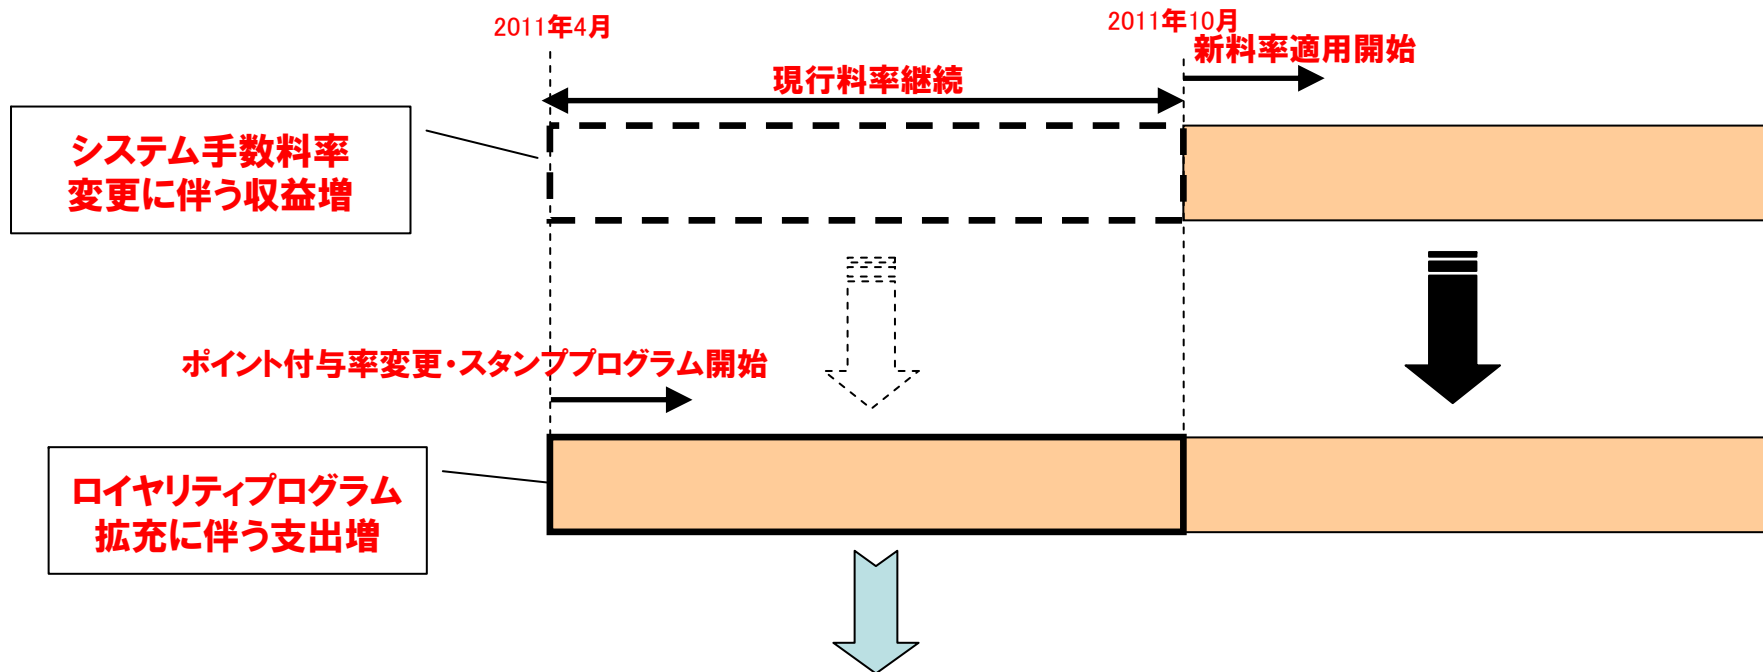 2011年4月
2011年10月
新料率適用開始
現行料率継続
システム手数料率
変更に伴う収益増
ポイント付与率変更・スタンププログラム開始
ロイヤリティプログラム
拡充に伴う支出増